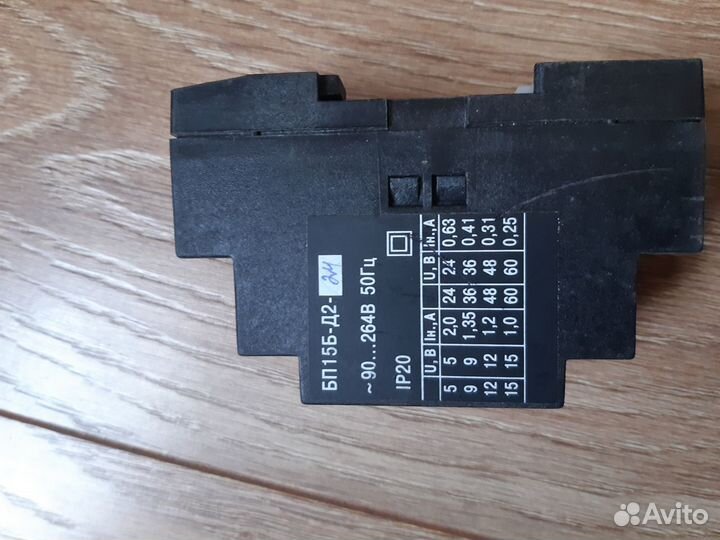 БП15Б-Д2-24
~90...264В 50Гц
IP20
U, В Iн.,А U, В Iн.,А
5 5 2,0 24 24 0,63
9 9 1,35 36 36 0,41
12 12 1,2 48 48 0,31
15 15 1,0 60 60 0,25
Avito